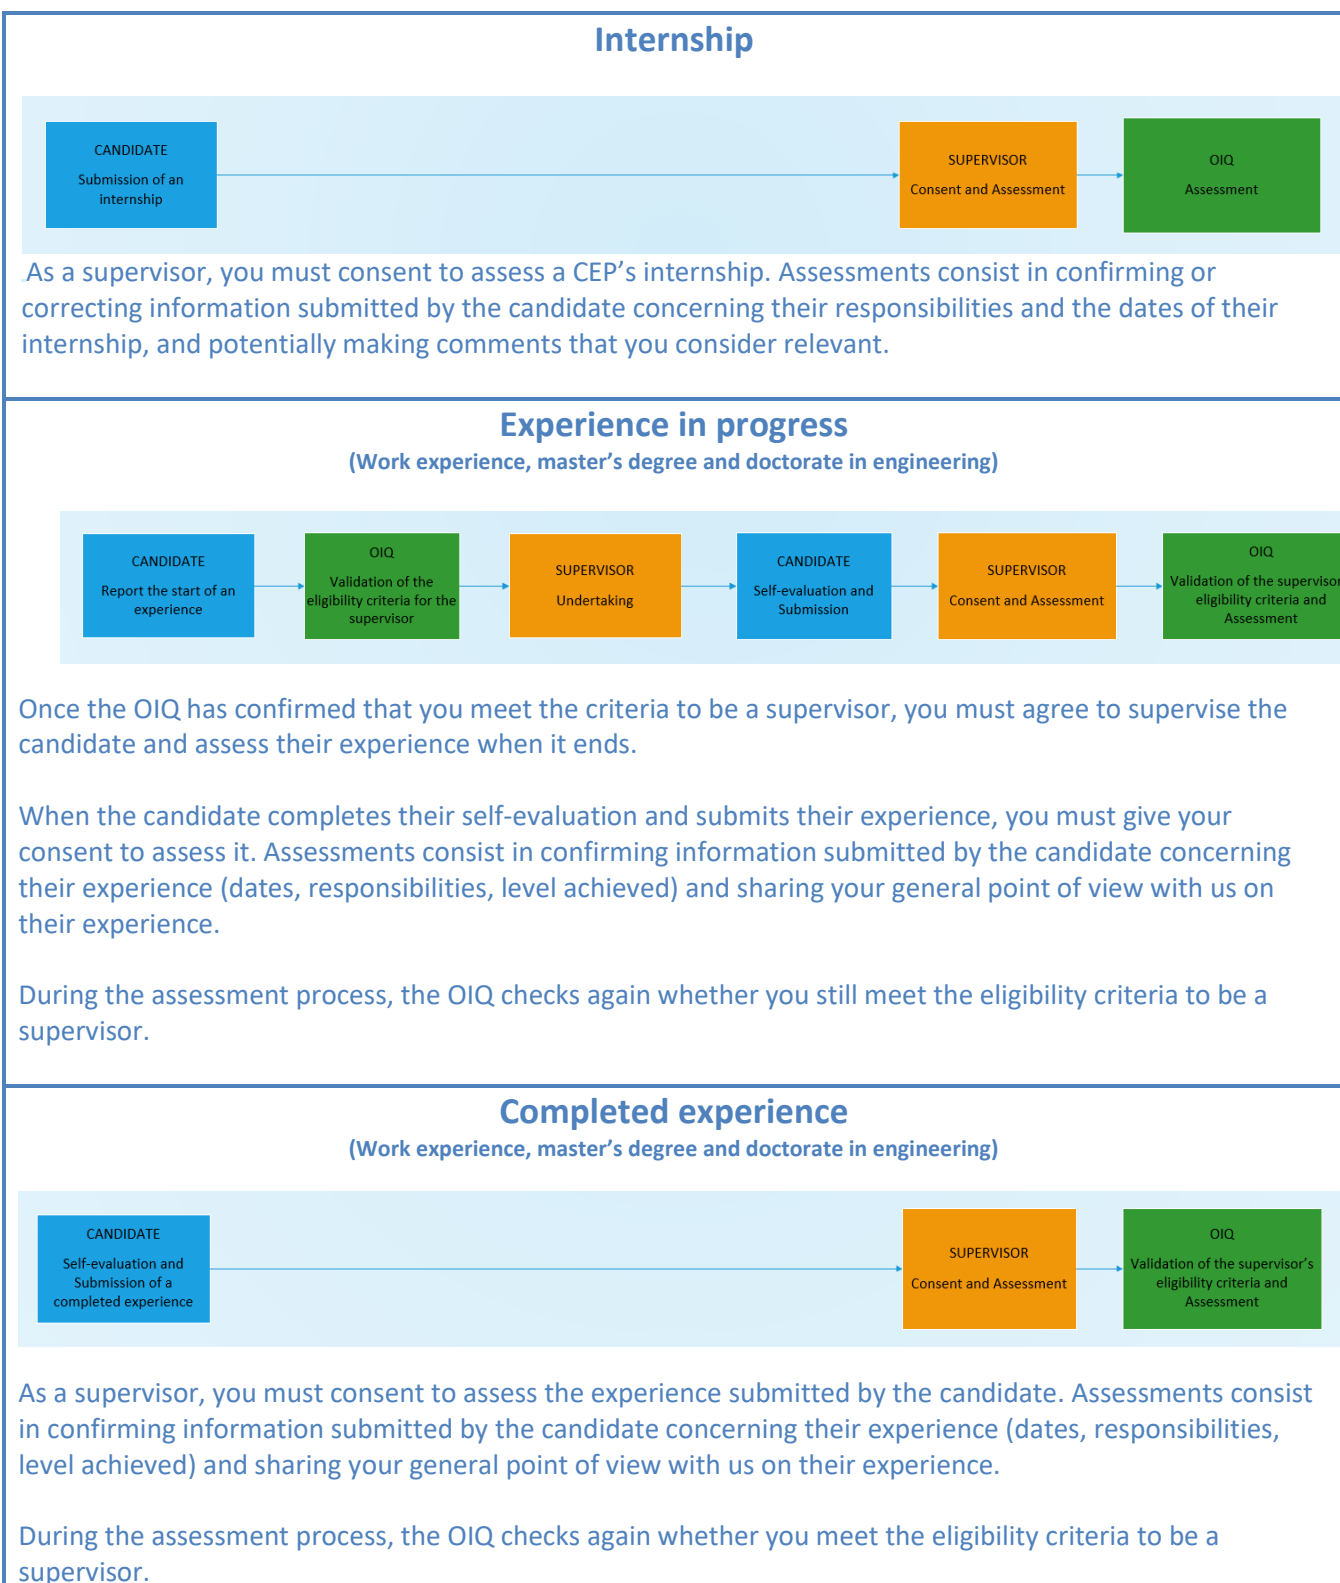 Internship
CANDIDATE
Submission of an
internship
SUPERVISOR
Consent and Assessment
OIQ
Assessment
As a supervisor, you must consent to assess a CEP’s internship. Assessments consist in confirming or
correcting information submitted by the candidate concerning their responsibilities and the dates of their
internship, and potentially making comments that you consider relevant.
Experience in progress
(Work experience, master’s degree and doctorate in engineering)
CANDIDATE
Report the start of an
experience
OIQ
Validation of the
eligibility criteria for the
supervisor
SUPERVISOR
Undertaking
CANDIDATE
Self-evaluation and
Submission
SUPERVISOR
Consent and Assessment
OIQ
Validation of the supervisor
eligibility criteria and
Assessment
Once the OIQ has confirmed that you meet the criteria to be a supervisor, you must agree to supervise the
candidate and assess their experience when it ends.
When the candidate completes their self-evaluation and submits their experience, you must give your
consent to assess it. Assessments consist in confirming information submitted by the candidate concerning
their experience (dates, responsibilities, level achieved) and sharing your general point of view with us on
their experience.
During the assessment process, the OIQ checks again whether you still meet the eligibility criteria to be a
supervisor.
Completed experience
(Work experience, master’s degree and doctorate in engineering)
CANDIDATE
Self-evaluation and
Submission of a
completed experience
SUPERVISOR
Consent and Assessment
OIQ
Validation of the supervisor’s
eligibility criteria and
Assessment
As a supervisor, you must consent to assess the experience submitted by the candidate. Assessments consist
in confirming information submitted by the candidate concerning their experience (dates, responsibilities,
level achieved) and sharing your general point of view with us on their experience.
During the assessment process, the OIQ checks again whether you meet the eligibility criteria to be a
supervisor.